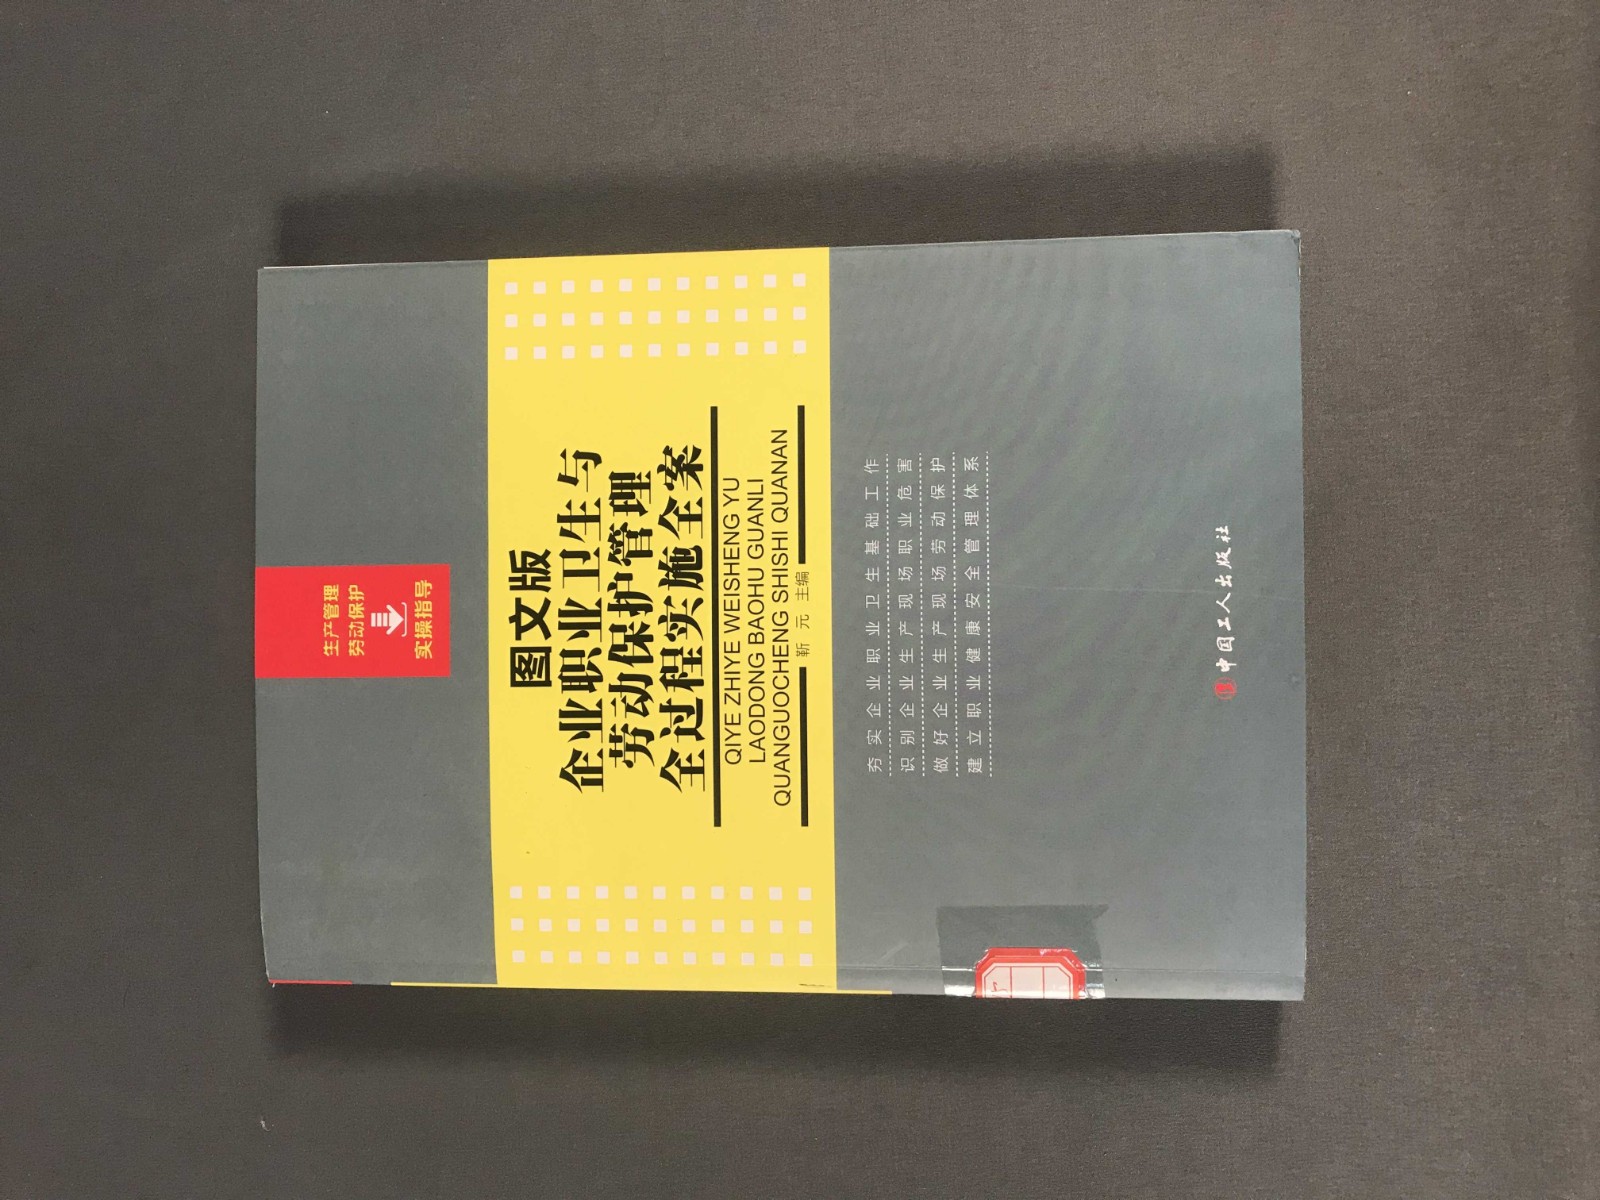 生产管理
劳动保护
实操指导
图文版
企业职业卫生与
劳动保护管理
全过程实施全案
QIYE ZHIYE WEISHENG YU
LAODONG BAOHU GUANLI
QUANGUOCHENG SHISHI QUANAN
靳 元 主编
夯实企业职业卫生基础工作
识别企业生产现场职业危害
做好企业生产现场劳动保护
建立职业健康安全管理体系
中国工人出版社